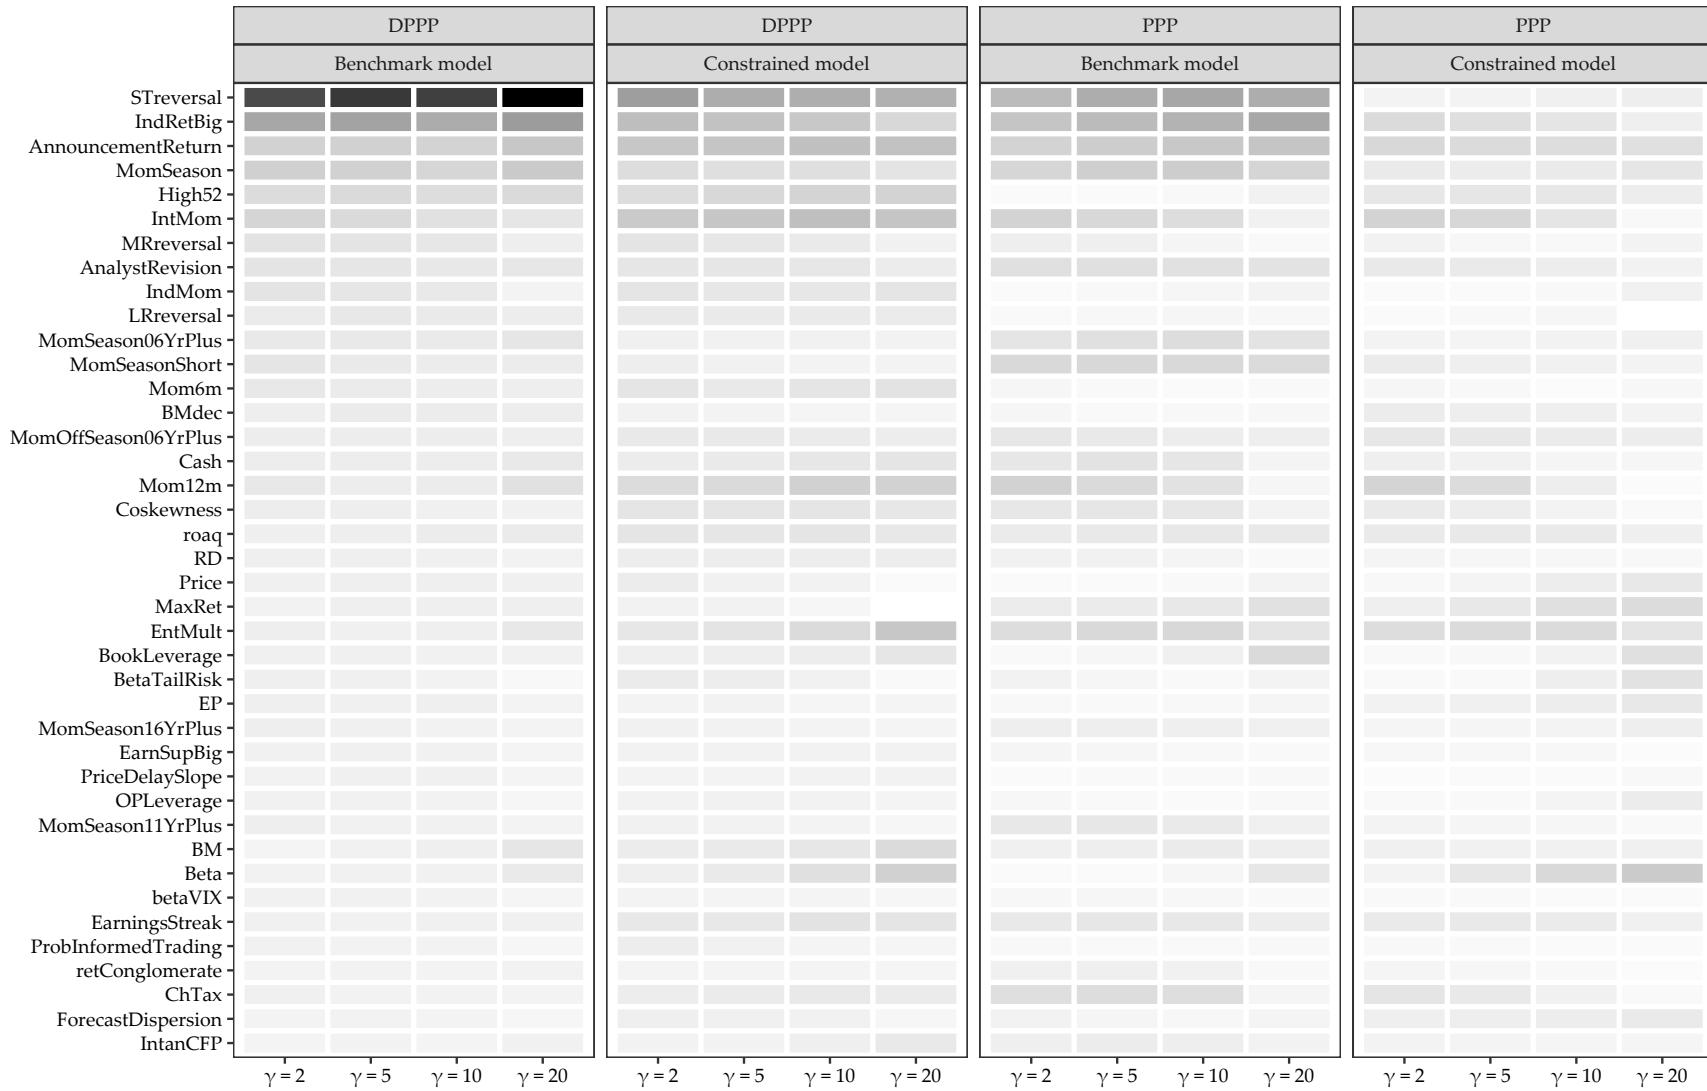 DPPP DPPP PPP PPP
Benchmark model Constrained model Benchmark model Constrained model
STreversal
IndRetBig
AnnouncementReturn
MomSeason
High52
IntMom
MRreversal
AnalystRevision
IndMom
LRreversal
MomSeason06YrPlus
MomSeasonShort
Mom6m
BMdec
MomOffSeason06YrPlus
Cash
Mom12m
Coskewness
roaq
RD
Price
MaxRet
EntMult
BookLeverage
BetaTailRisk
EP
MomSeason16YrPlus
EarnSupBig
PriceDelaySlope
OPLeverage
MomSeason11YrPlus
BM
Beta
betaVIX
EarningsStreak
ProbInformedTrading
retConglomerate
ChTax
ForecastDispersion
IntanCFP
γ = 2 γ = 5 γ = 10 γ = 20 γ = 2 γ = 5 γ = 10 γ = 20 γ = 2 γ = 5 γ = 10 γ = 20 γ = 2 γ = 5 γ = 10 γ = 20